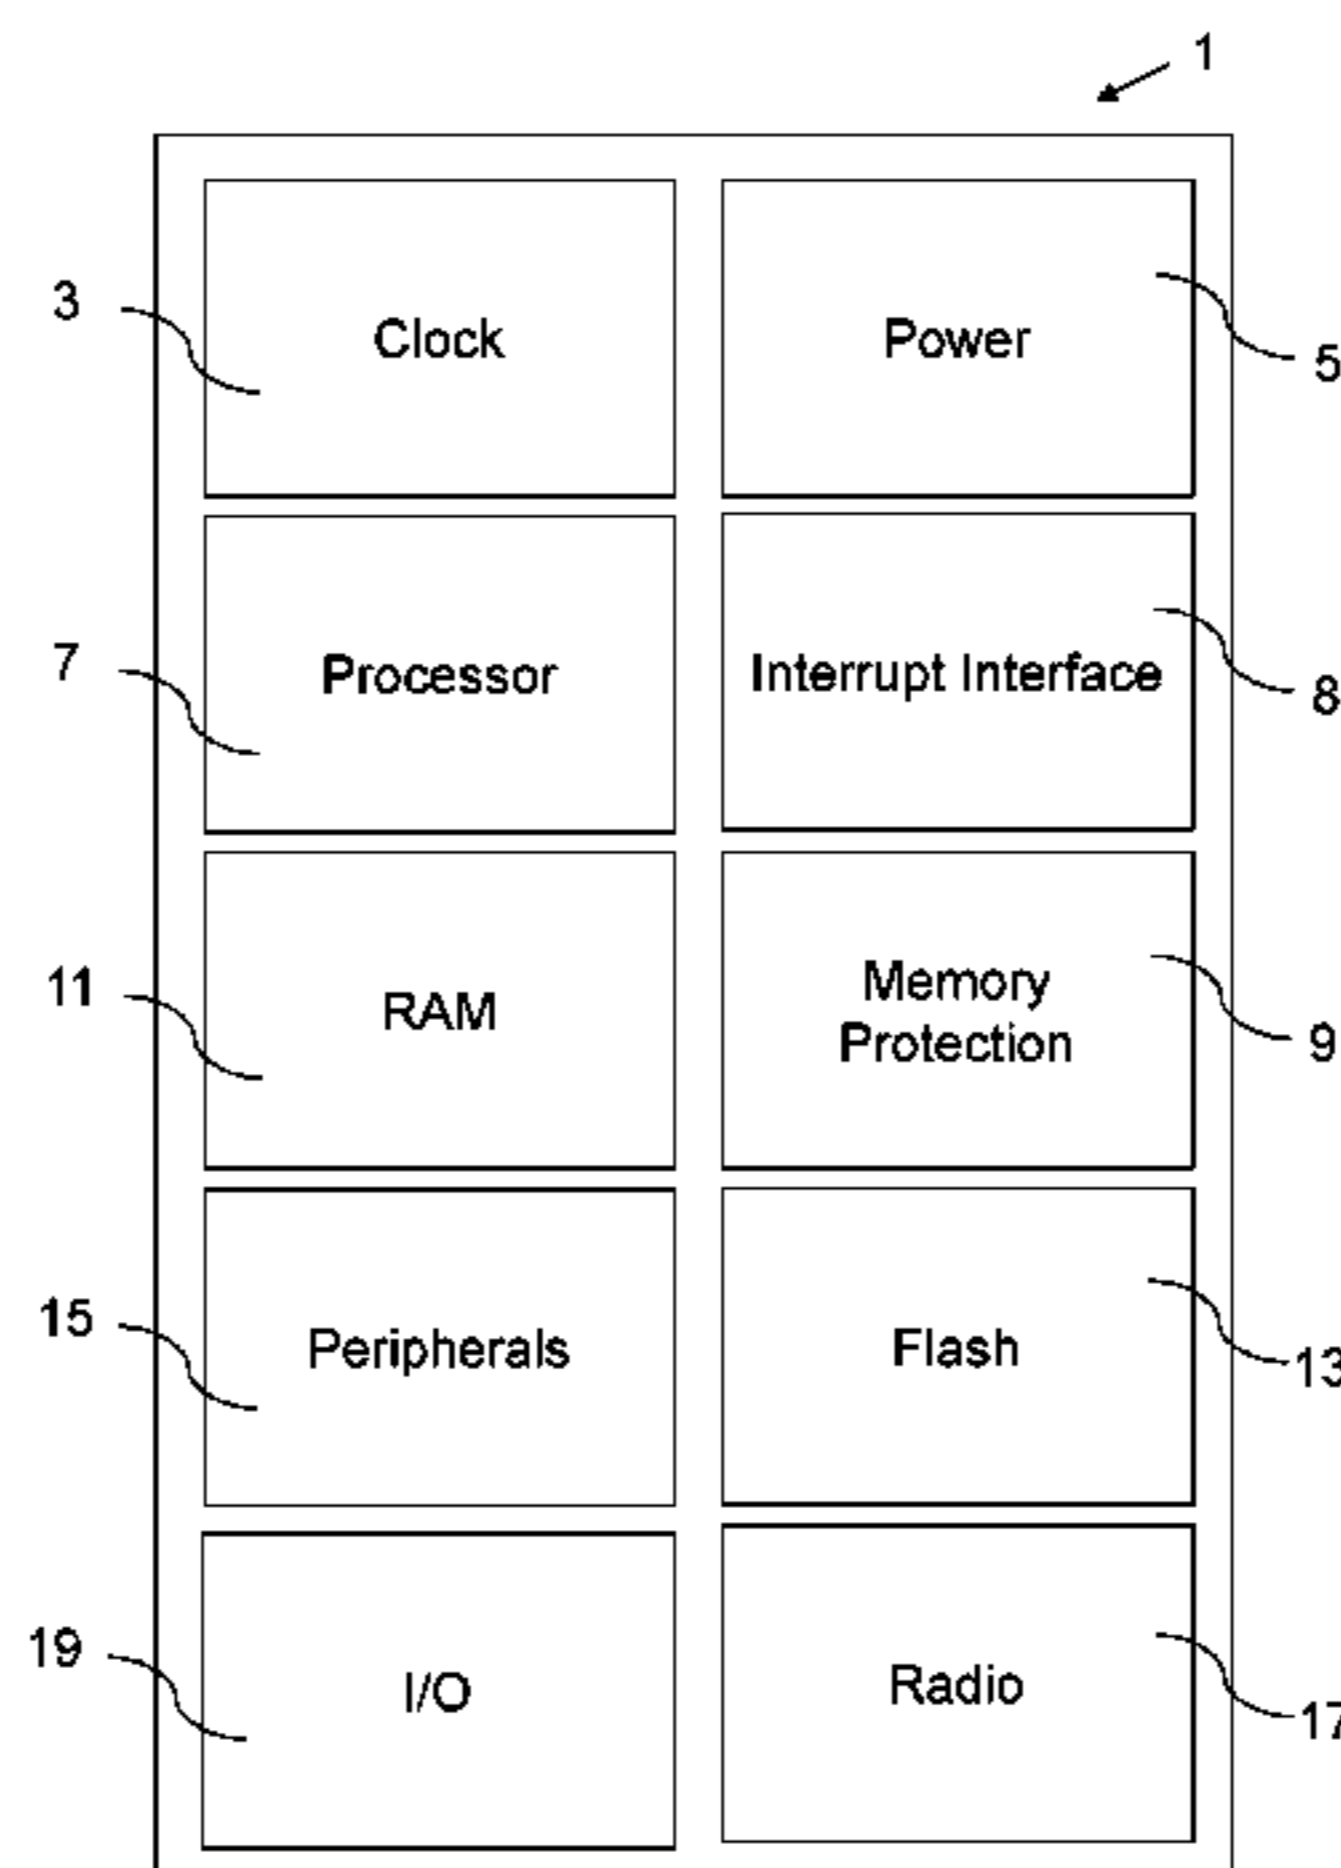 1
3
Clock
Power
5
7
Processor
Interrupt Interface
8
11
RAM
Memory
Protection
9
15
Peripherals
Flash
13
19
I/O
Radio
17